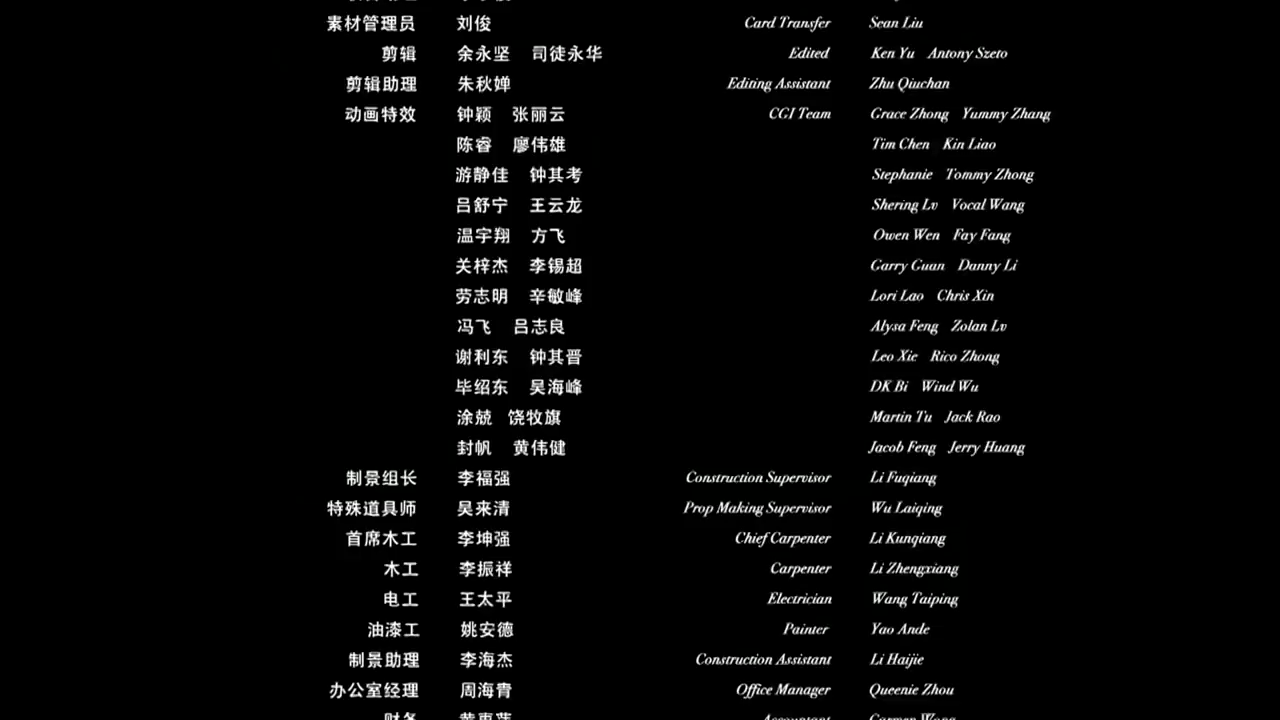 素材管理员 刘俊 Card Transfer Sean Liu
剪辑 余永坚 司徒永华 Edited Ken Yu Antony Szeto
剪辑助理 朱秋婵 Editing Assistant Zhu Qiuchan
动画特效 钟颖 张丽云 CGI Team Grace Zhong Yummy Zhang
陈睿 廖伟雄 Tim Chen Kin Liao
游静佳 钟其考 Stephanie Tommy Zhong
吕舒宁 王云龙 Shering Lv Vocal Wang
温宇翔 方飞 Owen Wen Fay Fang
关梓杰 李锡超 Garry Guan Danny Li
劳志明 辛敏峰 Lori Lao Chris Xin
冯飞 吕志良 Alysa Feng Zolan Lv
谢利东 钟其晋 Leo Xie Rico Zhong
毕绍东 吴海峰 DK Bi Wind Wu
涂兢 饶牧旗 Martin Tu Jack Rao
封帆 黄伟健 Jacob Feng Jerry Huang
制景组长 李福强 Construction Supervisor Li Fuqiang
特殊道具师 吴来清 Prop Making Supervisor Wu Laiqing
首席木工 李坤强 Chief Carpenter Li Kunqiang
木工 李振祥 Carpenter Li Zhengxiang
电工 王太平 Electrician Wang Taiping
油漆工 姚安德 Painter Yao Ande
制景助理 李海杰 Construction Assistant Li Haijie
办公室经理 周海青 Office Manager Queenie Zhou